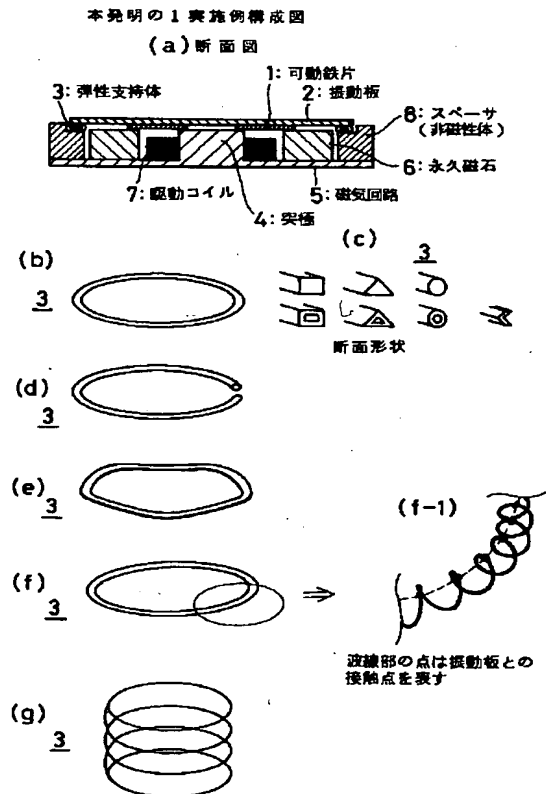 本発明の1実施例構成図
(a)断面図
1:可動鉄片
3:弾性支持体
2:振動板
8:スペーサ
(非磁性体)
6:永久磁石
7:駆動コイル
5:磁気回路
4:突極
(c)
3
(b)
3
断面形状
(d)
3
(e)
3
(f-1)
(f)
3
⇒
波線部の点は振動板との
接触点を表す
(g)
3